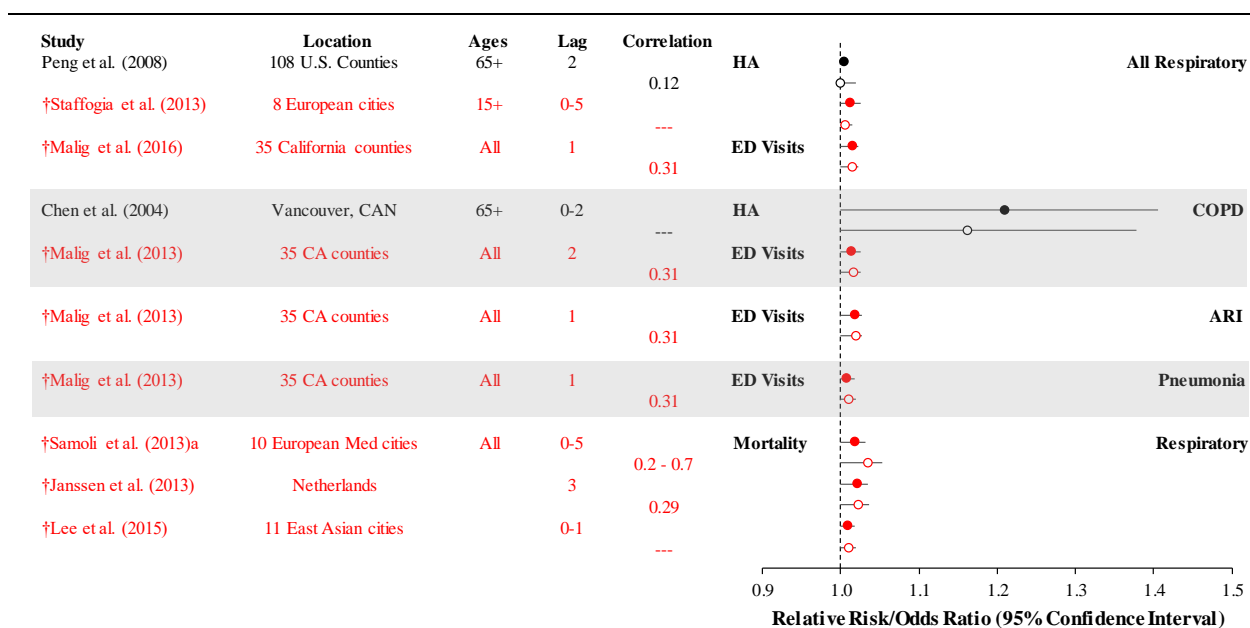 Study Location Ages Lag Correlation
Peng et al. (2008) 108 U.S. Counties 65+ 2 HA All Respiratory
0.12
†Staffogia et al. (2013) 8 European cities 15+ 0-5
---
†Malig et al. (2016) 35 California counties All 1 ED Visits
0.31
Chen et al. (2004) Vancouver, CAN 65+ 0-2 HA COPD
---
†Malig et al. (2013) 35 CA counties All 2 ED Visits
0.31
†Malig et al. (2013) 35 CA counties All 1 ED Visits ARI
0.31
†Malig et al. (2013) 35 CA counties All 1 ED Visits Pneumonia
0.31
†Samoli et al. (2013)a 10 European Med cities All 0-5 Mortality Respiratory
0.2 - 0.7
†Janssen et al. (2013) Netherlands 3
0.29
†Lee et al. (2015) 11 East Asian cities 0-1
---
0.9 1.0 1.1 1.2 1.3 1.4 1.5
Relative Risk/Odds Ratio (95% Confidence Interval)